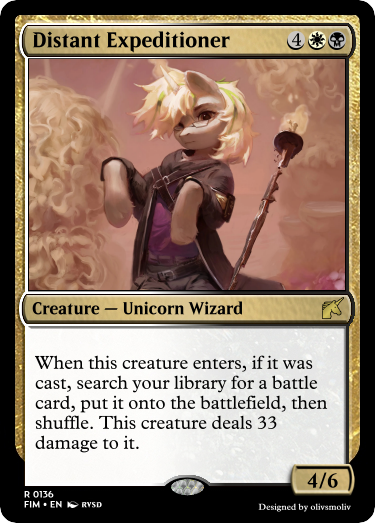 Distant Expeditioner 4
Creature — Unicorn Wizard
When this creature enters, if it was
cast, search your library for a battle
card, put it onto the battlefield, then
shuffle. This creature deals 33
damage to it.
4/6
R 0136
FIM • EN RVSD
Designed by olivsmoliv